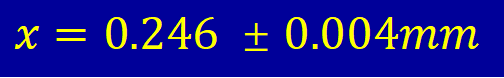 x = 0.246 ± 0.004mm